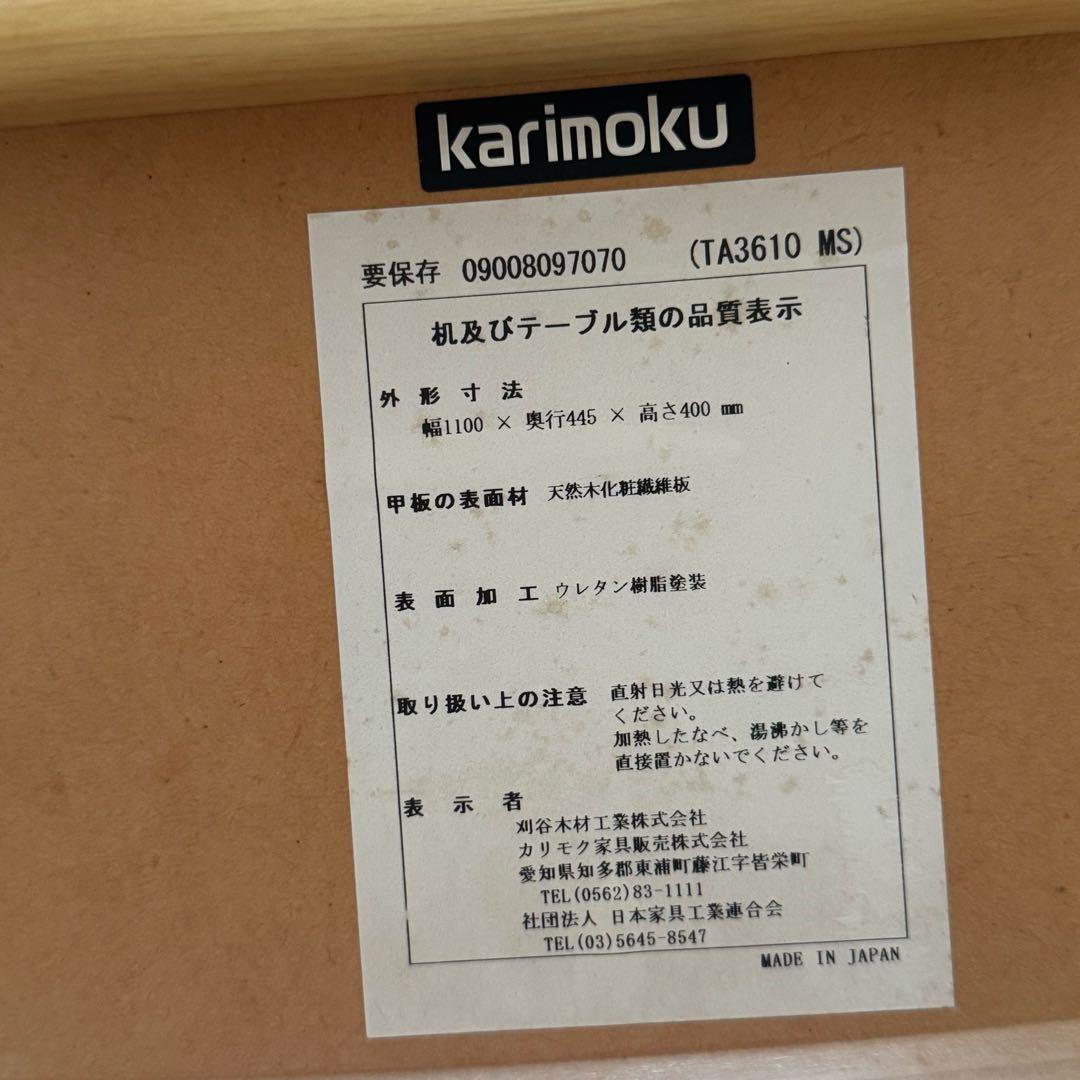 karimoku
要保存 09008097070 (TA3610 MS)
机及びテーブル類の品質表示
外形寸法
幅1100 × 奥行445 × 高さ400 mm
甲板の表面材 天然木化粧繊維板
表面加工 ウレタン樹脂塗装
取り扱い上の注意 直射日光又は熱を避けて
ください。
加熱したなべ、湯沸かし等を
直接置かないでください。
表示者
刈谷木材工業株式会社
カリモク家具販売株式会社
愛知県知多郡東浦町藤江字皆栄町
TEL(0562)83-1111
社団法人 日本家具工業連合会
TEL(03)5645-8547
MADE IN JAPAN